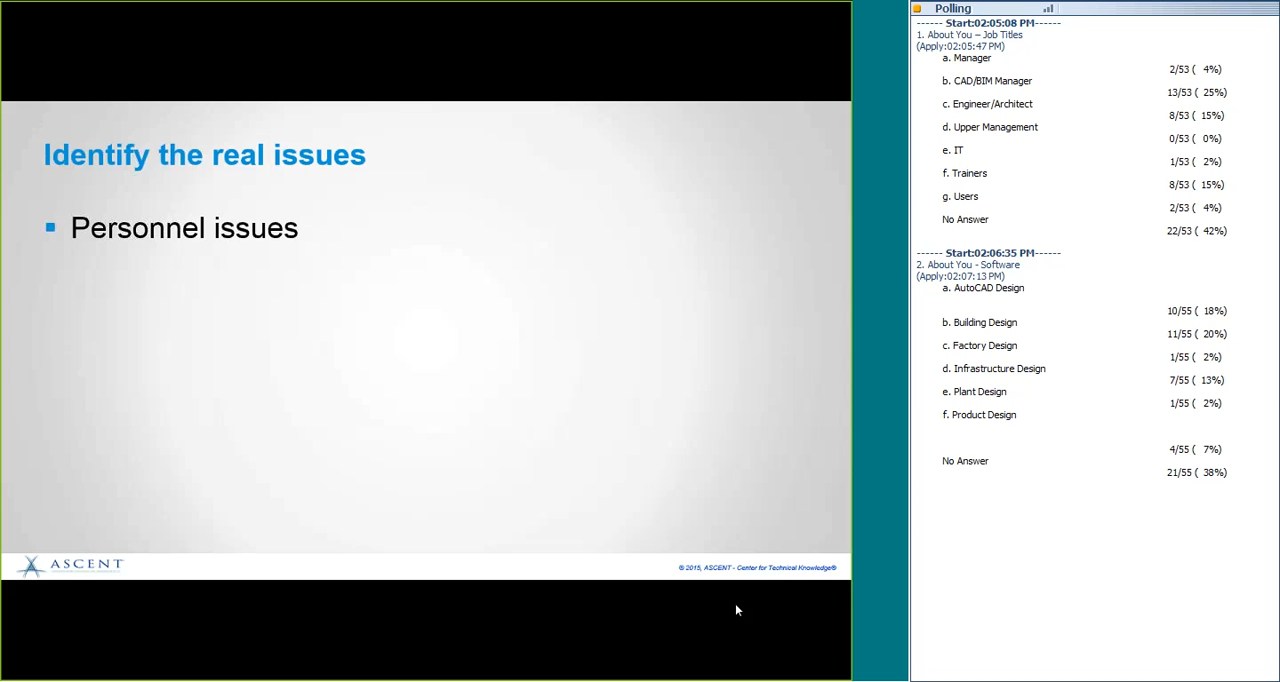 Identify the real issues
Personnel issues
ASCENT
© 2015, ASCENT - Center for Technical Knowledge®
Polling
------ Start:02:05:08 PM------
1. About You – Job Titles
(Apply:02:05:47 PM)
a. Manager
2/53 ( 4%)
b. CAD/BIM Manager
13/53 ( 25%)
c. Engineer/Architect
8/53 ( 15%)
d. Upper Management
0/53 ( 0%)
e. IT
1/53 ( 2%)
f. Trainers
8/53 ( 15%)
g. Users
2/53 ( 4%)
No Answer
22/53 ( 42%)
------ Start:02:06:35 PM------
2. About You - Software
(Apply:02:07:13 PM)
a. AutoCAD Design
10/55 ( 18%)
b. Building Design
11/55 ( 20%)
c. Factory Design
1/55 ( 2%)
d. Infrastructure Design
7/55 ( 13%)
e. Plant Design
1/55 ( 2%)
f. Product Design
4/55 ( 7%)
No Answer
21/55 ( 38%)